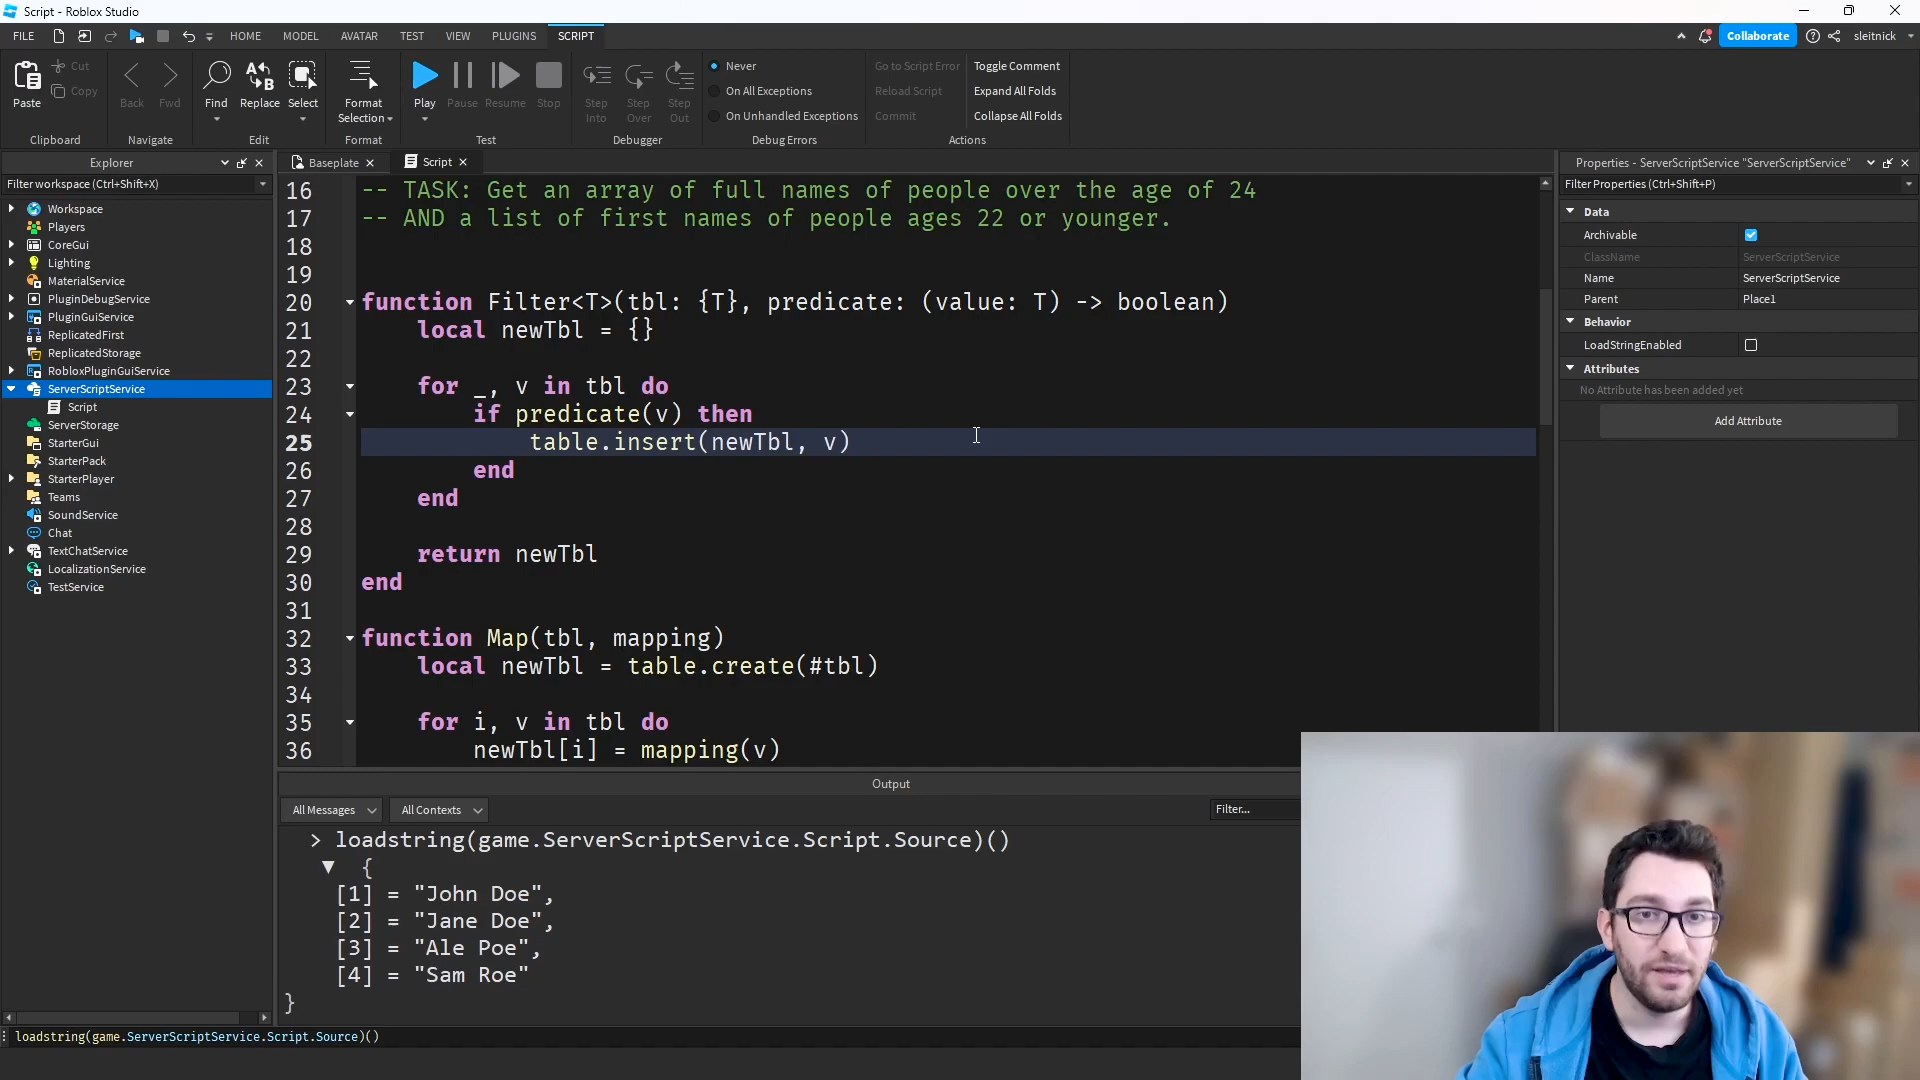 Script - Roblox Studio
FILE HOME MODEL AVATAR TEST VIEW PLUGINS SCRIPT Collaborate sleitnick
Paste Cut Copy Back Fwd Find Replace Select Format Selection Play Pause Resume Stop Step Into Step Over Step Out
Never
On All Exceptions
On Unhandled Exceptions
Go to Script Error
Reload Script
Commit
Toggle Comment
Expand All Folds
Collapse All Folds
Clipboard Navigate Edit Format Test Debugger Debug Errors Actions
Explorer
Filter workspace (Ctrl+Shift+X)
Workspace
Players
CoreGui
Lighting
MaterialService
PluginDebugService
PluginGuiService
ReplicatedFirst
ReplicatedStorage
RobloxPluginGuiService
ServerScriptService
Script
ServerStorage
StarterGui
StarterPack
StarterPlayer
Teams
SoundService
Chat
TextChatService
LocalizationService
TestService
Baseplate Script
16 -- TASK: Get an array of full names of people over the age of 24
17 -- AND a list of first names of people ages 22 or younger.
18
19
20 function Filter<T>(tbl: {T}, predicate: (value: T) -> boolean)
21 local newTbl = {}
22
23 for _, v in tbl do
24 if predicate(v) then
25 table.insert(newTbl, v)
26 end
27 end
28
29 return newTbl
30 end
31
32 function Map(tbl, mapping)
33 local newTbl = table.create(#tbl)
34
35 for i, v in tbl do
36 newTbl[i] = mapping(v)
Output
All Messages All Contexts Filter...
> loadstring(game.ServerScriptService.Script.Source)()
{
[1] = "John Doe",
[2] = "Jane Doe",
[3] = "Ale Poe",
[4] = "Sam Roe"
}
loadstring(game.ServerScriptService.Script.Source)()
Properties - ServerScriptService "ServerScriptService"
Filter Properties (Ctrl+Shift+P)
Data
Archivable
ClassName ServerScriptService
Name ServerScriptService
Parent Place1
Behavior
LoadStringEnabled
Attributes
No Attribute has been added yet
Add Attribute